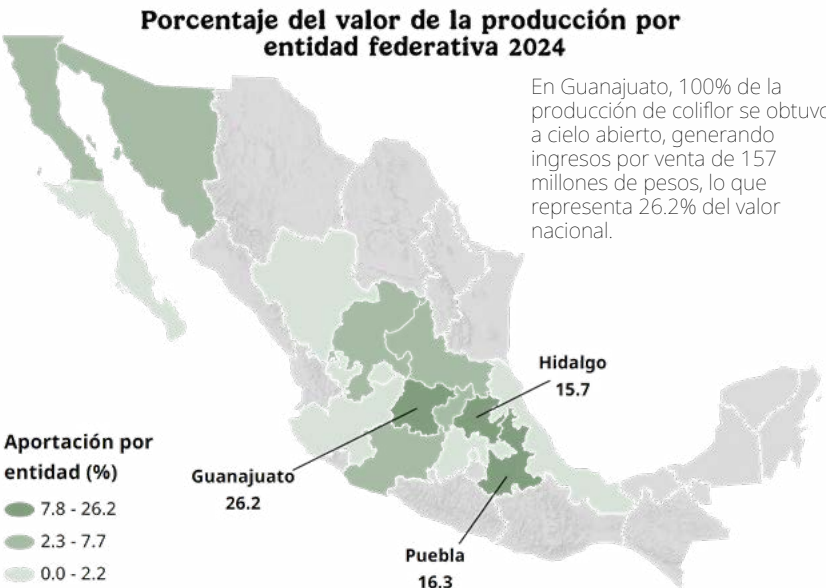 Porcentaje del valor de la producción por
entidad federativa 2024
En Guanajuato, 100% de la
producción de coliflor se obtuvo
a cielo abierto, generando
ingresos por venta de 157
millones de pesos, lo que
representa 26.2% del valor
nacional.
Hidalgo
15.7
Guanajuato
26.2
Puebla
16.3
Aportación por
entidad (%)
7.8 - 26.2
2.3 - 7.7
0.0 - 2.2